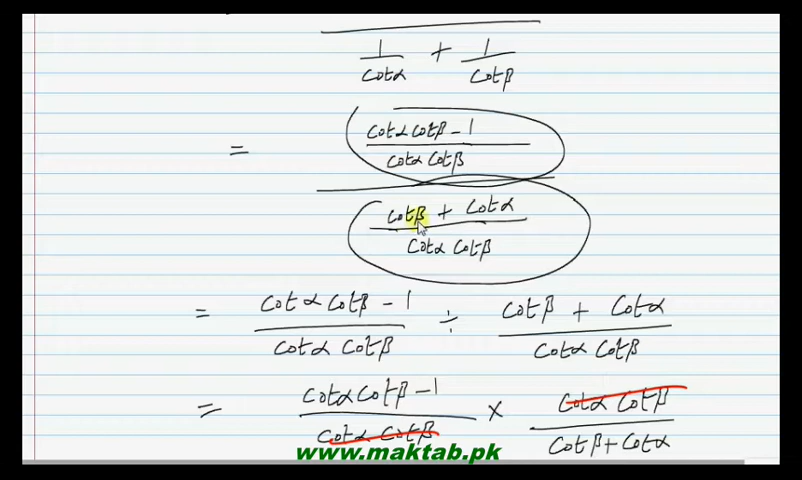 1/cotα + 1/cotβ
= (cotα cotβ - 1)/(cotα cotβ)
(cotβ + cotα)/(cotα cotβ)
= (cotα cotβ - 1)/(cotα cotβ) ÷ (cotβ + cotα)/(cotα cotβ)
= (cotα cotβ - 1)/(cotα cotβ) × (cotα cotβ)/(cotβ + cotα)
www.maktab.pk